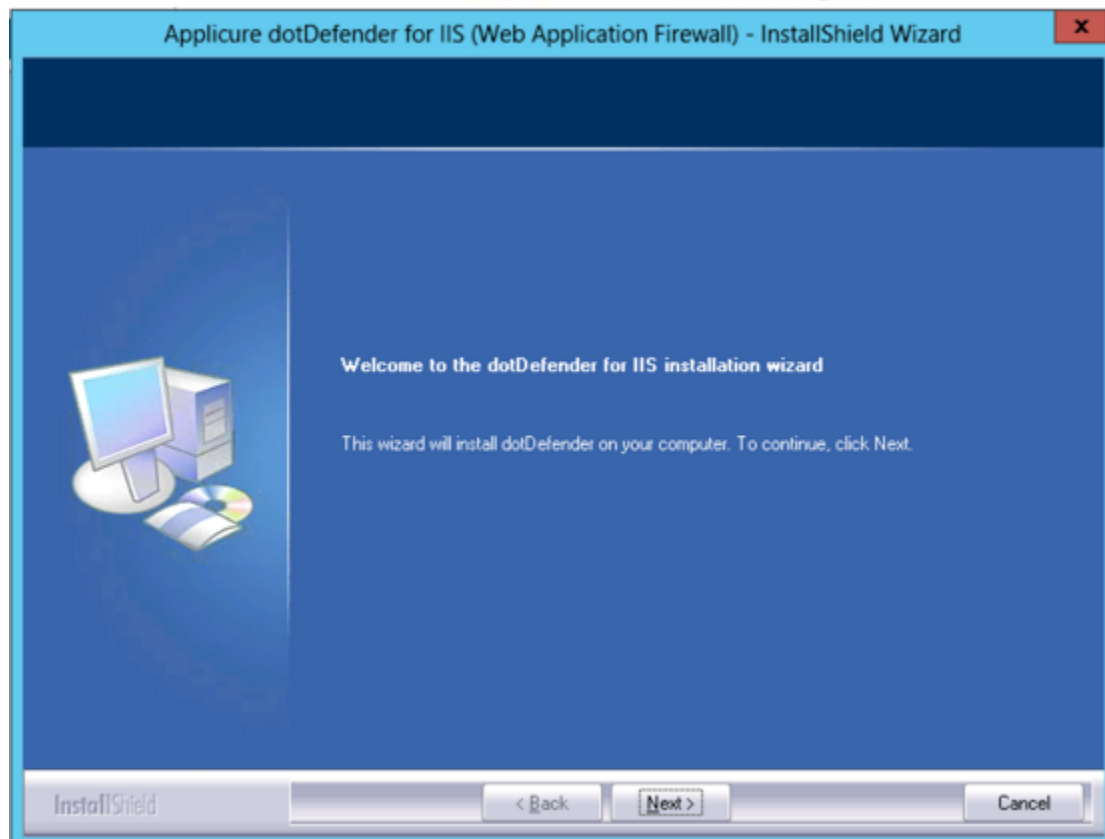 Applicure dotDefender for IIS (Web Application Firewall) - InstallShield Wizard
x
Welcome to the dotDefender for IIS installation wizard
This wizard will install dotDefender on your computer. To continue, click Next.
InstallShield
< Back
Next >
Cancel